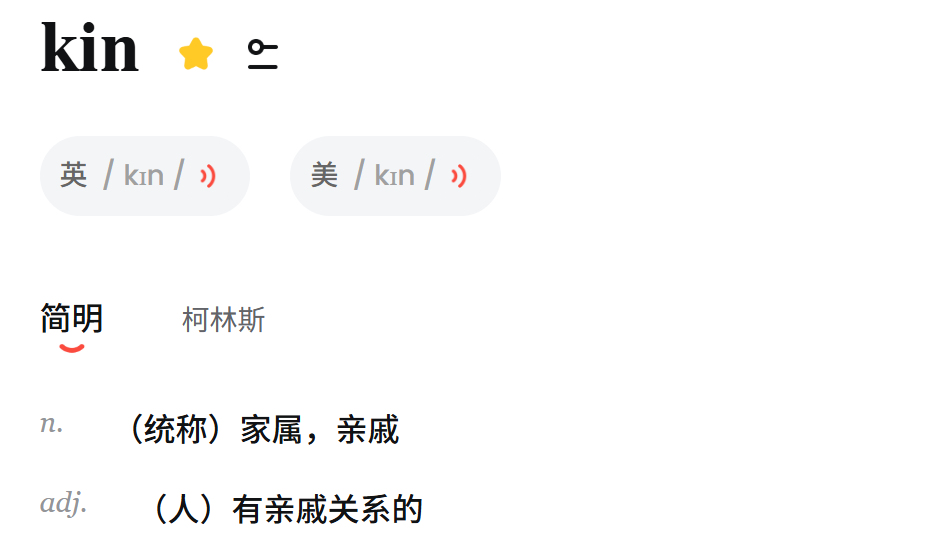 kin
英 / kɪn / 美 / kɪn /
简明 柯林斯
n. （统称）家属，亲戚
adj. （人）有亲戚关系的